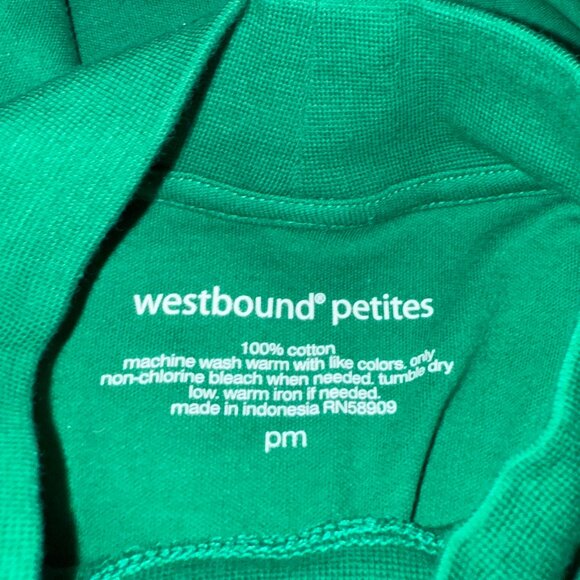 westbound® petites
100% cotton
machine wash warm with like colors. only
non-chlorine bleach when needed. tumble dry
low. warm iron if needed.
made in indonesia RN58909
pm